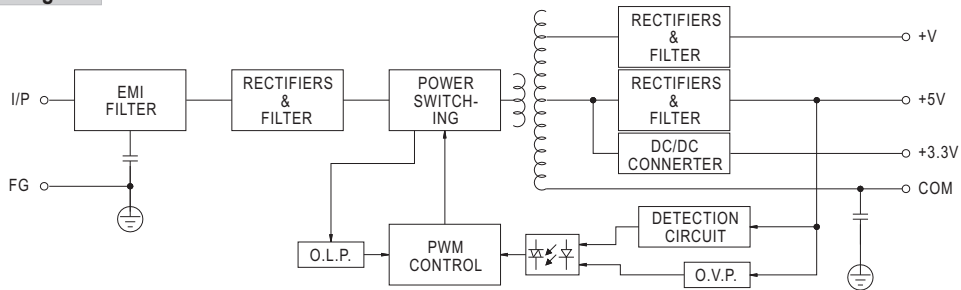 RECTIFIERS
&
FILTER
+V
I/P
EMI
FILTER
RECTIFIERS
&
FILTER
POWER
SWITCH-
ING
RECTIFIERS
&
FILTER
+5V
DC/DC
CONNERTER
+3.3V
FG
COM
O.L.P.
PWM
CONTROL
DETECTION
CIRCUIT
O.V.P.